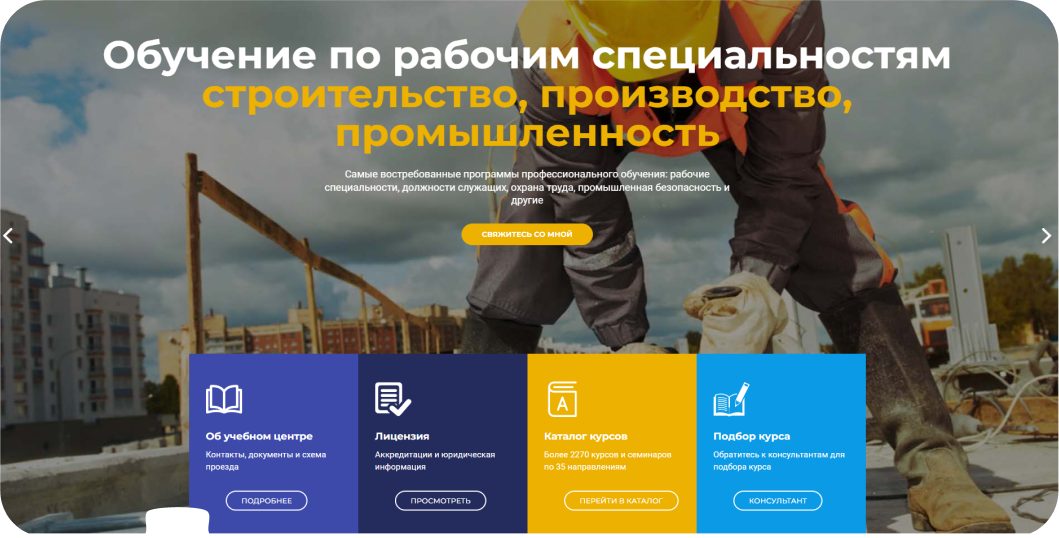 Обучение по рабочим специальностям
строительство, производство,
промышленность
Самые востребованные программы профессионального обучения: рабочие
специальности, должности служащих, охрана труда, промышленная безопасность и
другие
СВЯЖИТЕСЬ СО МНОЙ
Об учебном центре
Контакты, документы и схема
проезда
ПОДРОБНЕЕ
Лицензия
Аккредитации и юридическая
информация
ПРОСМОТРЕТЬ
A
Каталог курсов
Более 2270 курсов и семинаров
по 35 направлениям
ПЕРЕЙТИ В КАТАЛОГ
Подбор курса
Обратитесь к консультантам для
подбора курса
КОНСУЛЬТАНТ